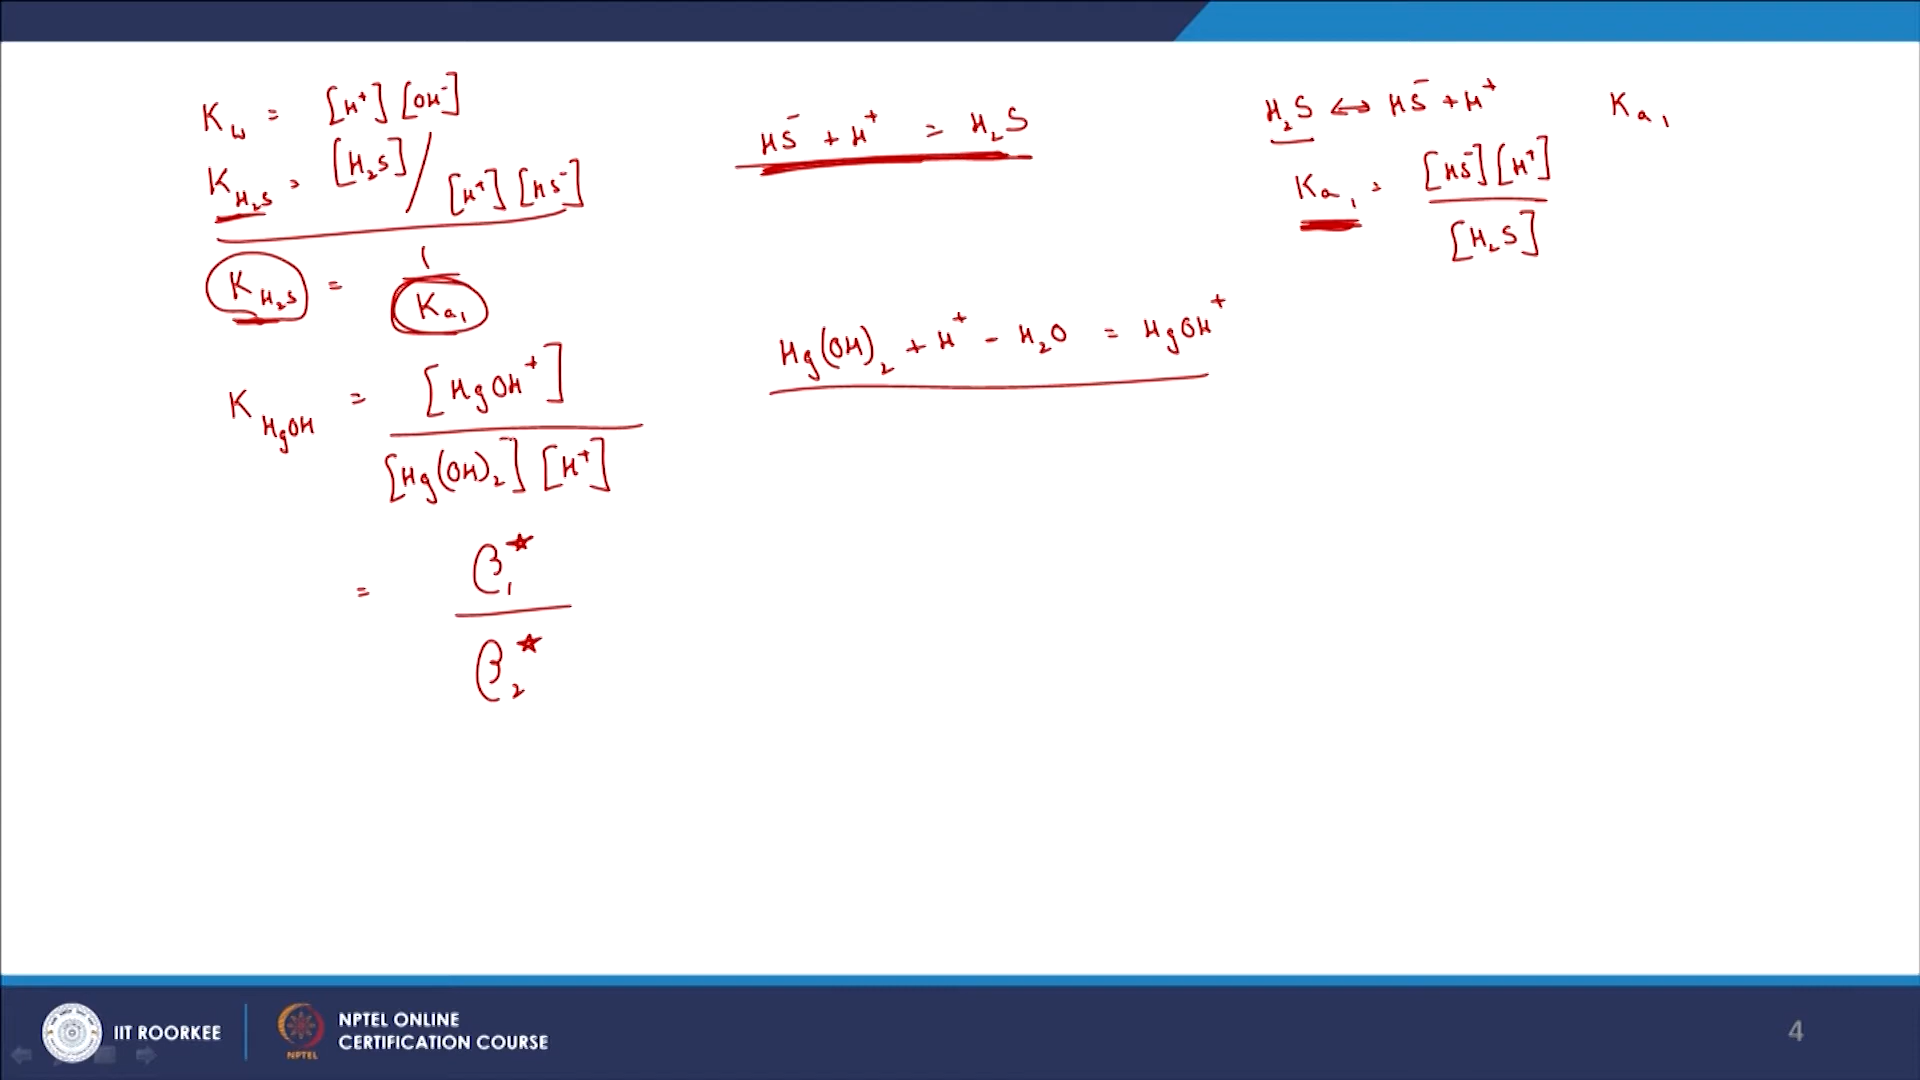 K_w = [H⁺][OH⁻]
K_H₂S = [H₂S] / [H⁺][HS⁻]
K_H₂S = 1 / K_a₁
K_HgOH = [HgOH⁺]
[Hg(OH)₂][H⁺]
= β₁*
β₂*
HS⁻ + H⁺ = H₂S
Hg(OH)₂ + H⁺ - H₂O = HgOH⁺
H₂S ↔ HS⁻ + H⁺ K_a₁
K_a₁ = [HS⁻][H⁺]
[H₂S]
IIT ROORKEE
NPTEL
NPTEL ONLINE
CERTIFICATION COURSE
4